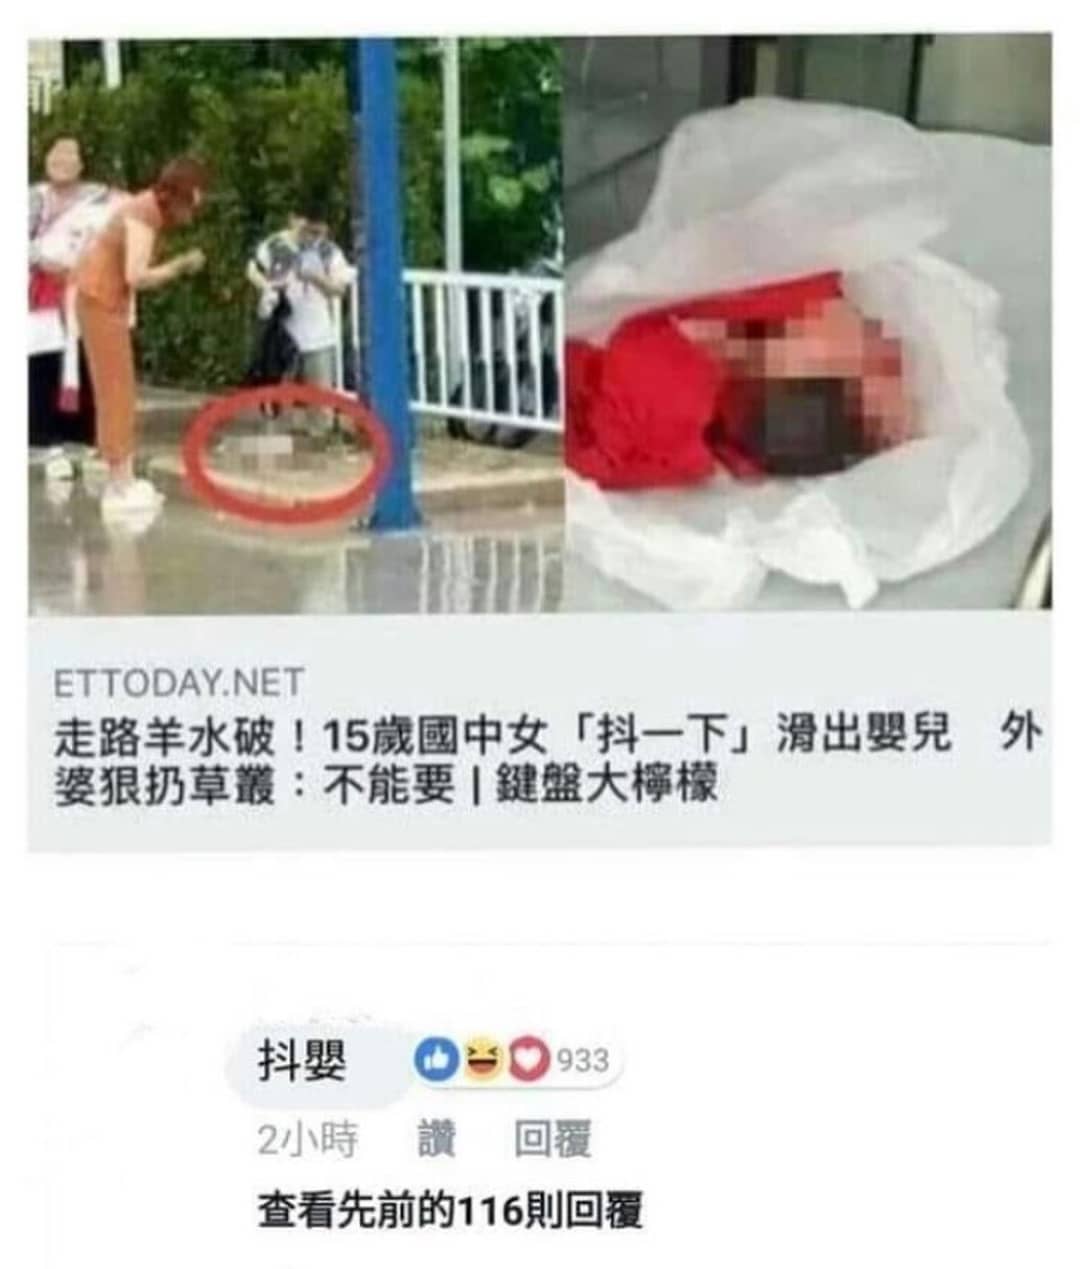 ETTODAY.NET
走路羊水破！15歲國中女「抖一下」滑出嬰兒　外
婆狠扔草叢：不能要 | 鍵盤大檸檬
抖嬰
933
2小時 讚 回覆
查看先前的116則回覆